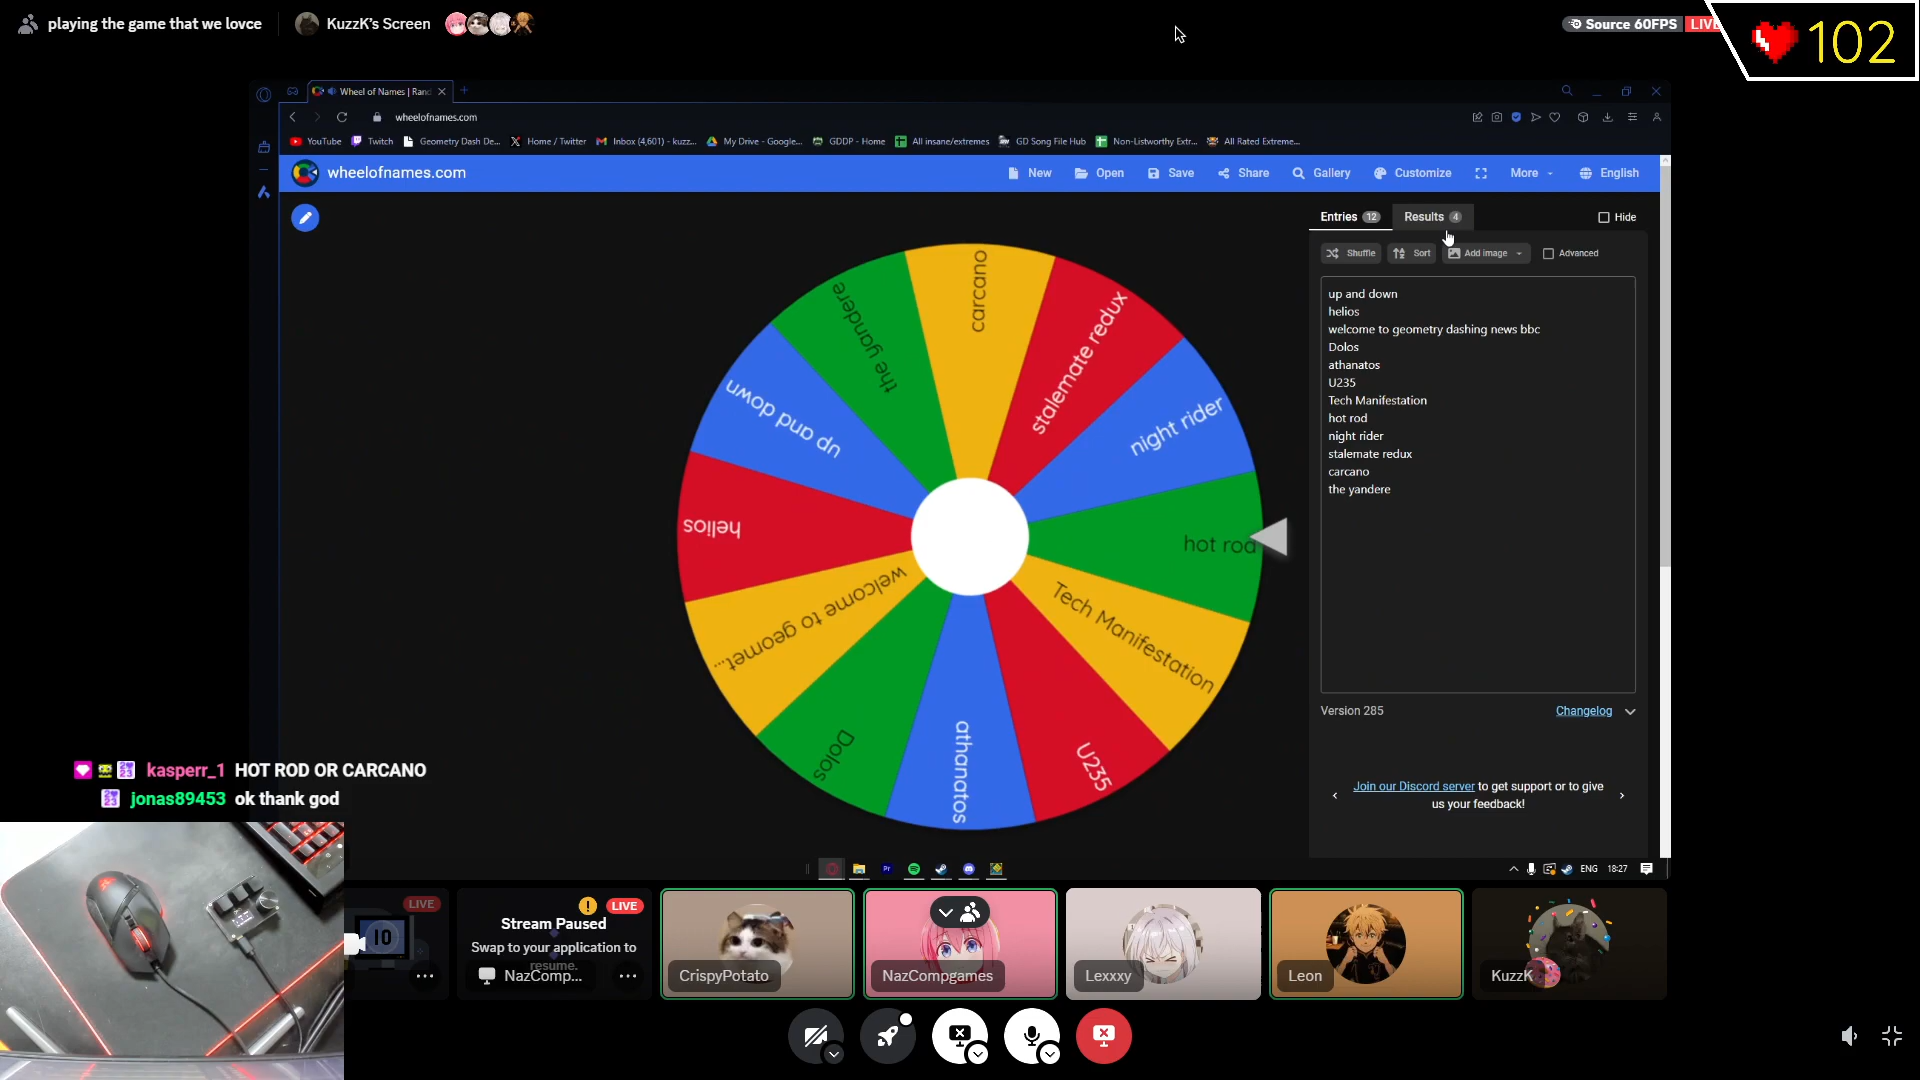 playing the game that we lovce
KuzzK's Screen
Source 60FPS
LIVE
102
Wheel of Names | Rand
wheelofnames.com
YouTube
Twitch
Geometry Dash De...
Home / Twitter
Inbox (4,601) - kuzz...
My Drive - Google...
GDDP - Home
All insane/extremes
GD Song File Hub
Non-Listworthy Extr...
All Rated Extreme...
wheelofnames.com
New
Open
Save
Share
Gallery
Customize
More
English
Entries 12
Results 4
Hide
Shuffle
Sort
Add image
Advanced
up and down
helios
welcome to geometry dashing news bbc
Dolos
athanatos
U235
Tech Manifestation
hot rod
night rider
stalemate redux
carcano
the yandere
carcano
stalemate redux
night rider
hot rod
Tech Manifestation
U235
athanatos
Dolos
welcome to geomet...
helios
up and down
the yandere
Version 285
Changelog
Join our Discord server to get support or to give
us your feedback!
kasperr_1 HOT ROD OR CARCANO
jonas89453 ok thank god
Pr
ENG
18:27
LIVE
10
LIVE
Stream Paused
Swap to your application to
resume.
NazComp...
CrispyPotato
NazCompgames
Lexxxy
Leon
KuzzK